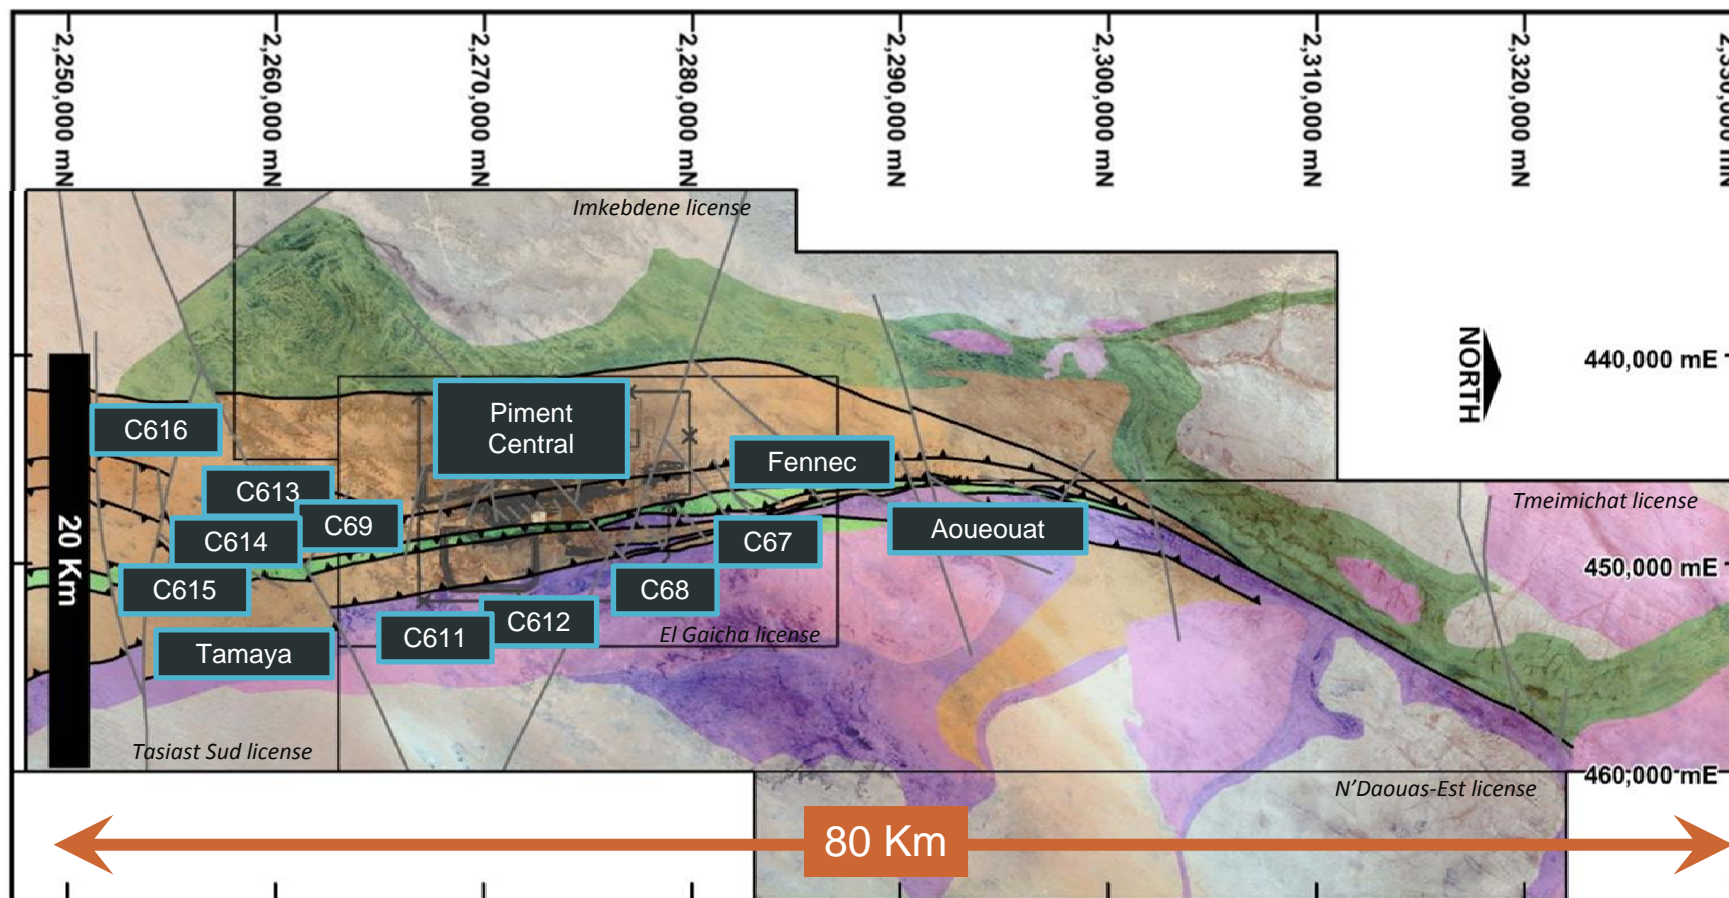 2,250,000 mN
2,260,000 mN
2,270,000 mN
2,280,000 mN
2,290,000 mN
2,300,000 mN
2,310,000 mN
2,320,000 mN
Imkebdene license
NORTH
440,000 mE
Piment
Central
C616
Fennec
C613
C69
Tmeimichat license
C614
C67
Aoueouat
20 Km
450,000 mE
C615
C68
C612
C611
El Gaicha license
Tamaya
Tasiast Sud license
460,000 mE
N'Daouas-Est license
80 Km